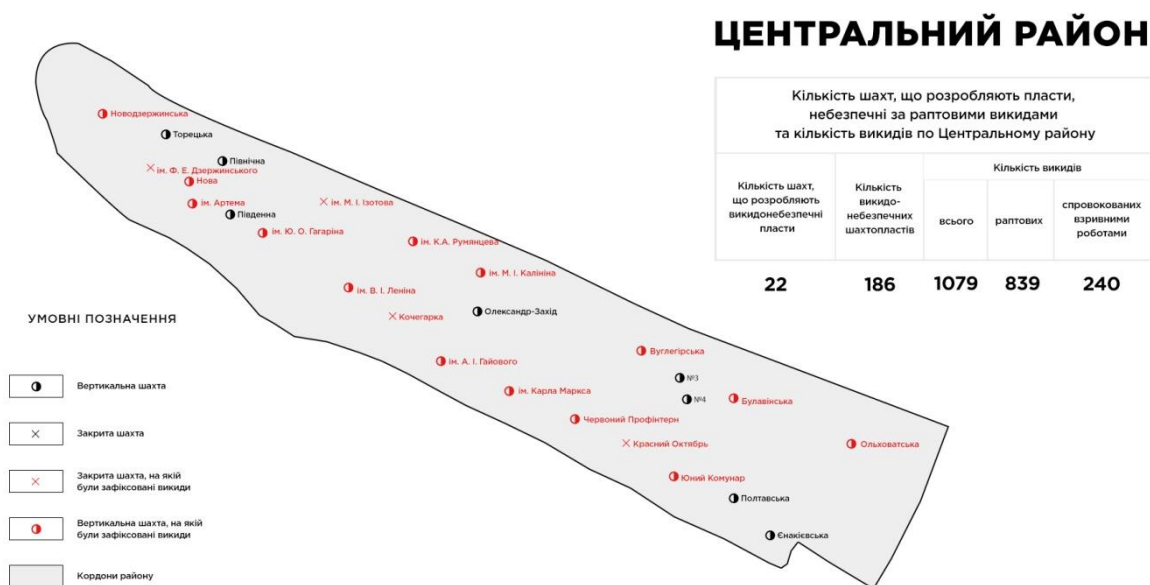 ЦЕНТРАЛЬНИЙ РАЙОН
Кількість шахт, що розробляють пласти,
небезпечні за раптовими викидами
та кількість викидів по Центральному району
Кількість шахт,
що розробляють
викидонебезпечні
пласти
Кількість
викидо-
небезпечних
шахтопластів
Кількість викидів
всього
раптових
спровокованих
взривними
роботами
22
186
1079
839
240
Новодзержинська
Торецька
Північна
ім. Ф. Е. Дзержинського
Нова
ім. Артема
Південна
ім. М. І. Ізотова
ім. Ю. О. Гагаріна
ім. К.А. Румянцева
ім. М. І. Калініна
ім. В. І. Леніна
Олександр-Захід
Кочегарка
ім. А. І. Гайового
Вуглегірська
№3
ім. Карла Маркса
№4
Булавінська
Червоний Профінтерн
Красний Октябрь
Ольховатська
Юний Комунар
Полтавська
Єнакієвська
УМОВНІ ПОЗНАЧЕННЯ
Вертикальна шахта
Закрита шахта
Закрита шахта, на якій
були зафіксовані викиди
Вертикальна шахта, на якій
були зафіксовані викиди
Кордони району